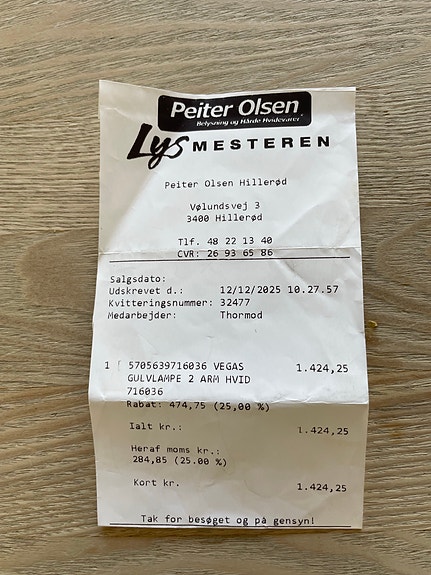 Peiter Olsen
Belysning og Hårde Hvidevarer
Lys MESTEREN
Peiter Olsen Hillerød
Vølundsvej 3
3400 Hillerød
Tlf. 48 22 13 40
CVR: 26 93 65 86
Salgsdato:
Udskrevet d.: 12/12/2025 10.27.57
Kvitteringsnummer: 32477
Medarbejder: Thormod
1 [ 5705639716036 VEGAS 1.424,25
GULVLAMPE 2 ARM HVID
716036
Rabat: 474,75 (25,00 %)
Ialt kr.: 1.424,25
Heraf moms kr.:
284,85 (25.00 %)
Kort kr. 1.424,25
Tak for besøget og på gensyn!